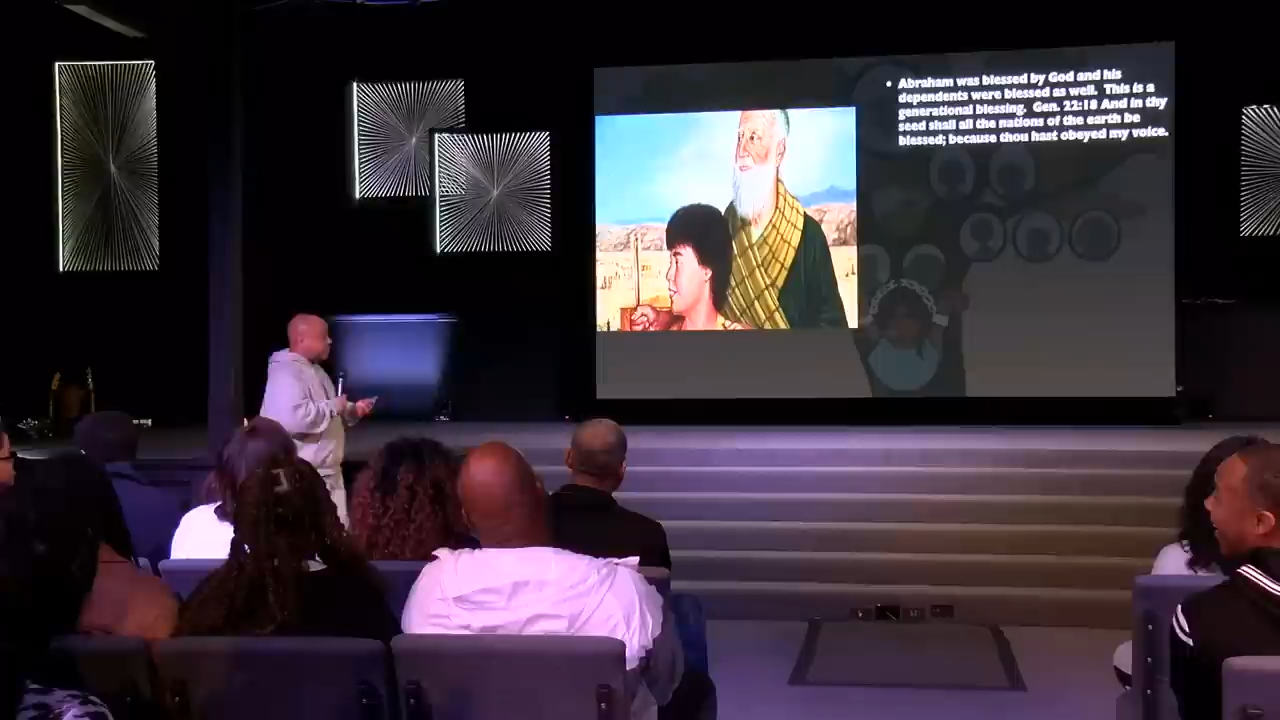 • Abraham was blessed by God and his
dependents were blessed as well. This is a
generational blessing. Gen. 22:18 And in thy
seed shall all the nations of the earth be
blessed; because thou hast obeyed my voice.